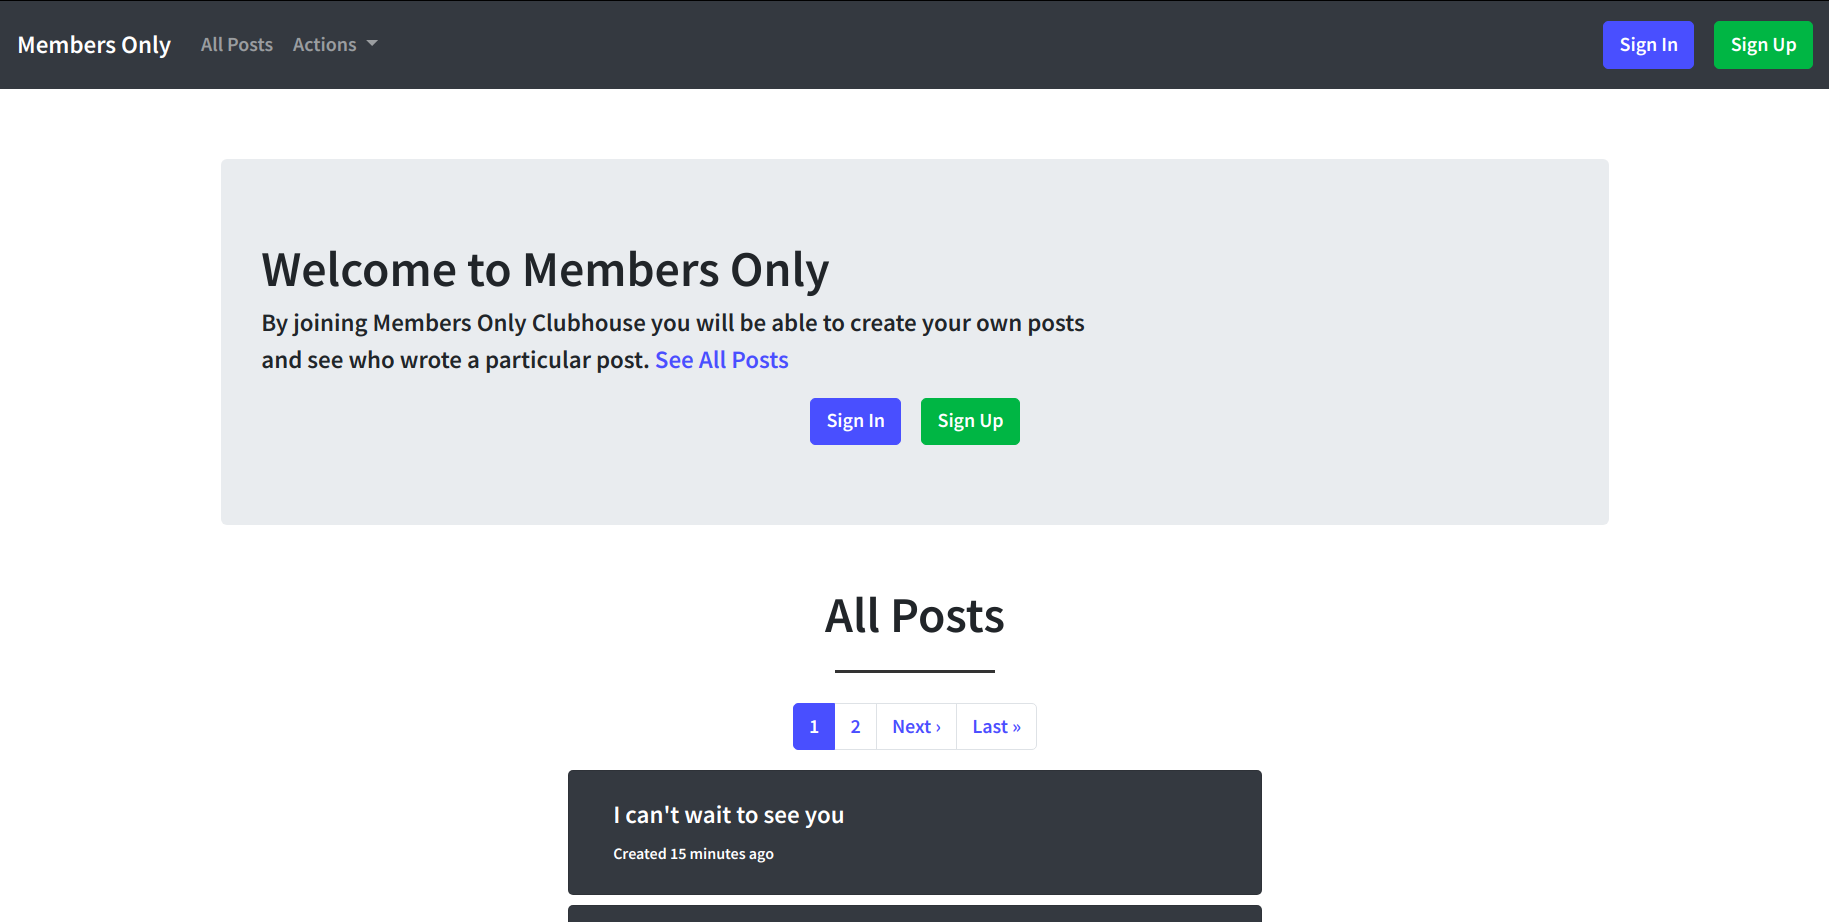 Members Only All Posts Actions Sign In Sign Up
Welcome to Members Only
By joining Members Only Clubhouse you will be able to create your own posts
and see who wrote a particular post. See All Posts
Sign In Sign Up
All Posts
1 2 Next › Last »
I can't wait to see you
Created 15 minutes ago